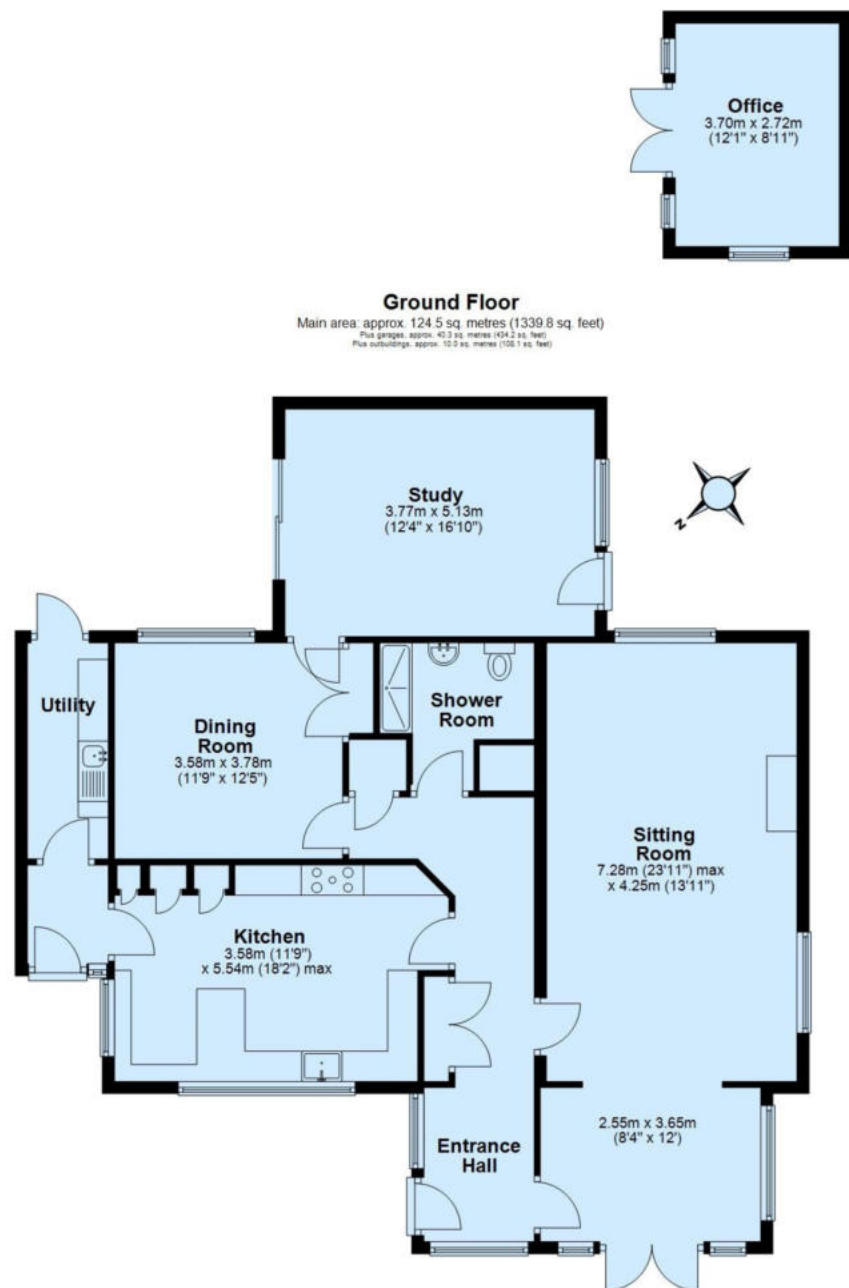 Office
3.70m x 2.72m
(12'1" x 8'11")
Ground Floor
Main area: approx. 124.5 sq. metres (1339.8 sq. feet)
Plus garages, approx. 40.3 sq. metres (434.2 sq. feet)
Plus outbuildings, approx. 10.0 sq. metres (108.1 sq. feet)
Study
3.77m x 5.13m
(12'4" x 16'10")
N
Utility
Dining
Room
3.58m x 3.78m
(11'9" x 12'5")
Shower
Room
Sitting
Room
7.28m (23'11") max
x 4.25m (13'11")
Kitchen
3.58m (11'9")
x 5.54m (18'2") max
Entrance
Hall
2.55m x 3.65m
(8'4" x 12')